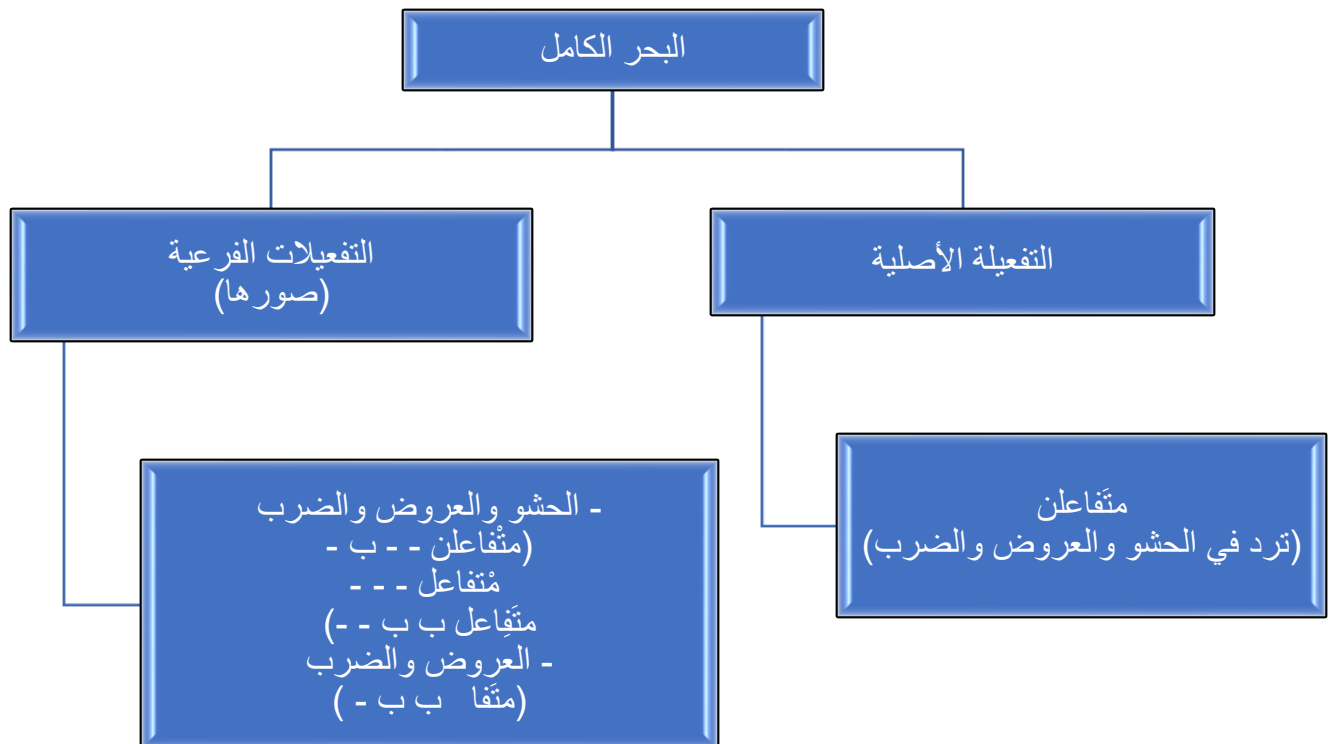 البحر الكامل
التفعيلة الأصلية
متَفاعلن
(ترد في الحشو والعروض والضرب)
التفعيلات الفرعية
(صورها)
- الحشو والعروض والضرب
(متْفاعلن - - ب -
مْتفاعل - - -
متَفِاعل ب ب - -)
- العروض والضرب
(متَفا ب ب - )